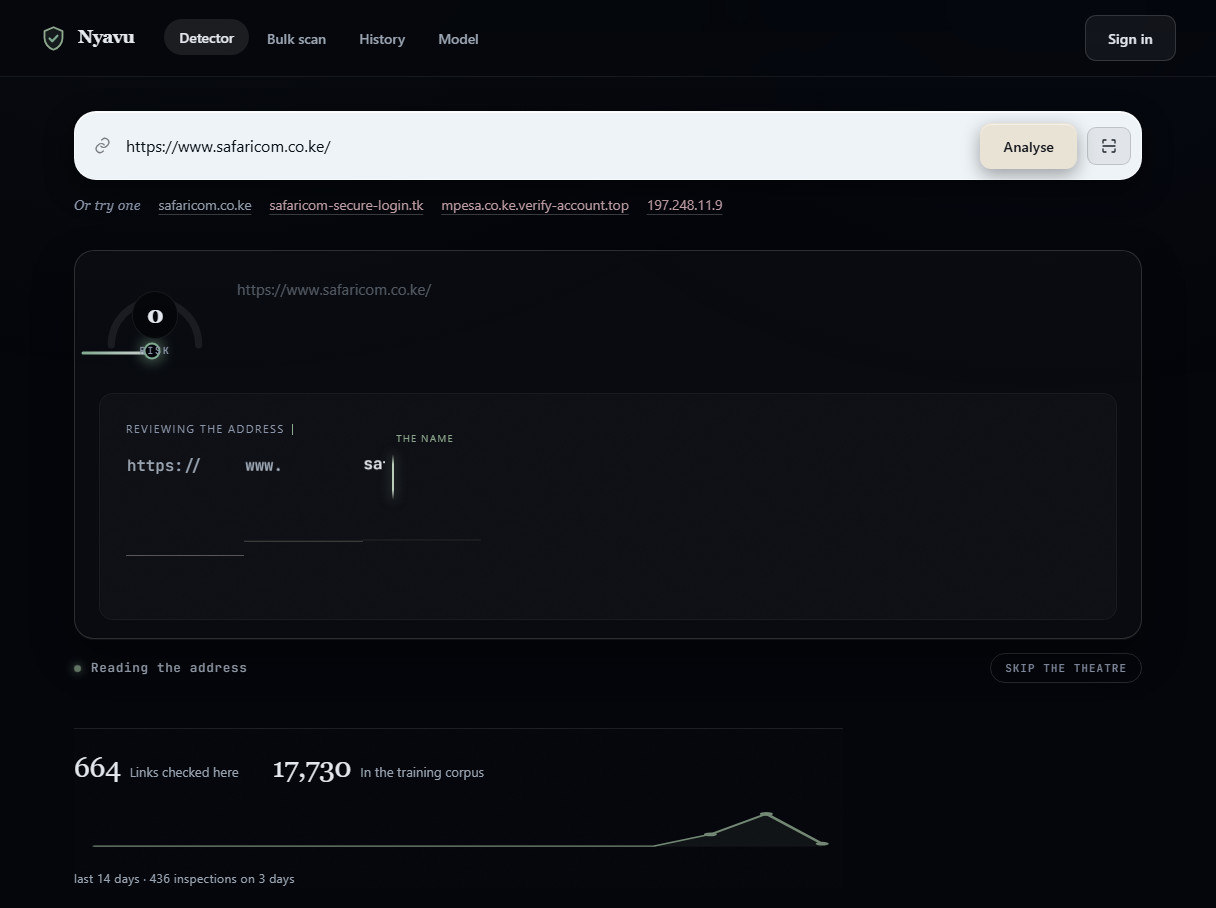 Nyavu Detector Bulk scan History Model Sign in
https://www.safaricom.co.ke/ Analyse
Or try one safaricom.co.ke safaricom-secure-login.tk mpesa.co.ke.verify-account.top 197.248.11.9
https://www.safaricom.co.ke/
0
RISK
REVIEWING THE ADDRESS
THE NAME
https:// www. sa
Reading the address SKIP THE THEATRE
664 Links checked here 17,730 In the training corpus
last 14 days · 436 inspections on 3 days